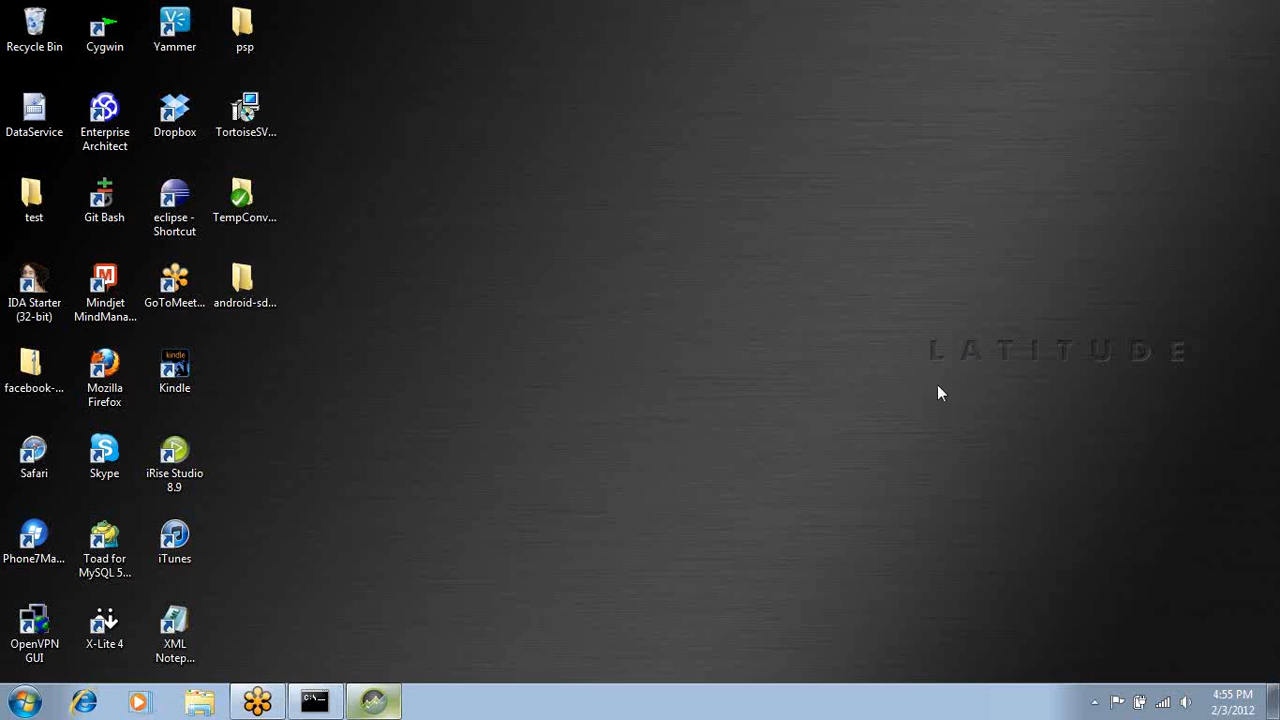 Recycle Bin
Cygwin
Yammer
psp
DataService
Enterprise
Architect
Dropbox
TortoiseSV...
test
Git Bash
eclipse -
Shortcut
TempConv...
IDA Starter
(32-bit)
Mindjet
MindMana...
GoToMeet...
android-sd...
facebook-...
Mozilla
Firefox
kindle
Kindle
Safari
Skype
iRise Studio
8.9
Phone7Ma...
Toad for
MySQL 5...
iTunes
OpenVPN
GUI
X-Lite 4
XML
Notep...
LATITUDE
C:\
4:55 PM
2/3/2012